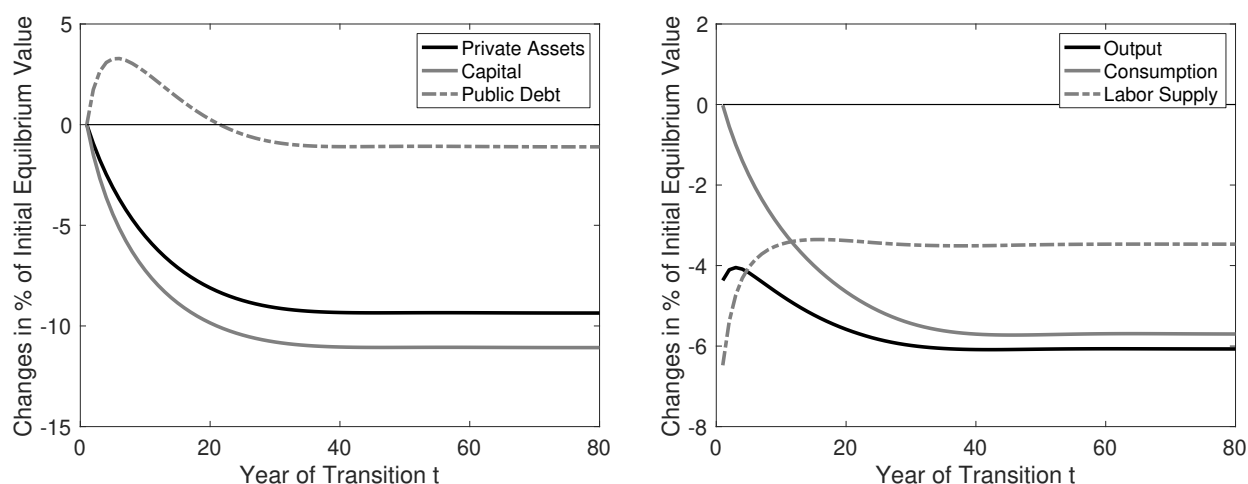 Changes in % of Initial Equilbrium Value
5
0
-5
-10
-15
0
20
40
60
80
Year of Transition t
Private Assets
Capital
Public Debt
Changes in % of Initial Equilbrium Value
2
0
-2
-4
-6
-8
0
20
40
60
80
Year of Transition t
Output
Consumption
Labor Supply